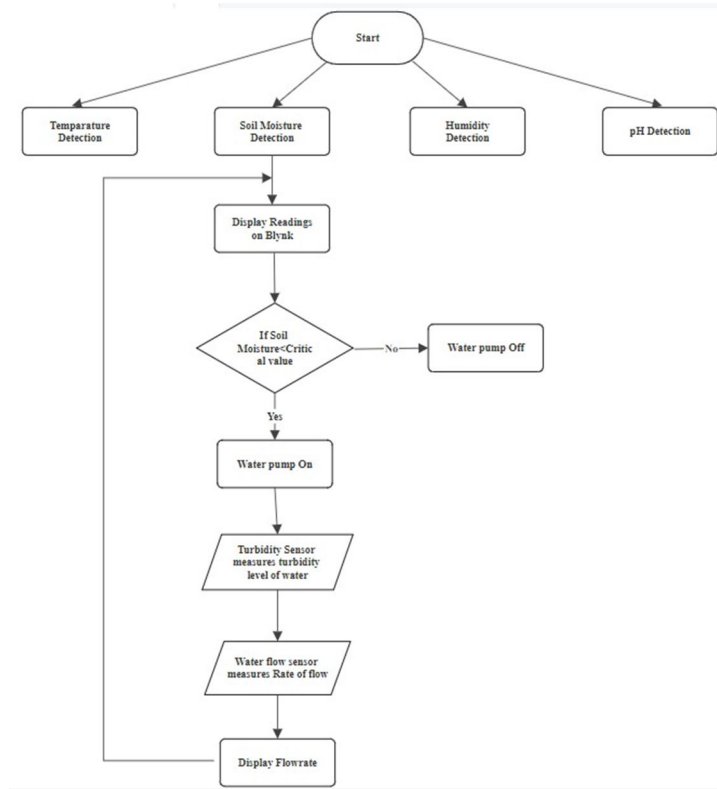 Start
Temparature
Detection
Soil Moisture
Detection
Humidity
Detection
pH Detection
Display Readings
on Blynk
If Soil
Moisture<Critic
al value
No
Water pump Off
Yes
Water pump On
Turbidity Sensor
measures turbidity
level of water
Water flow sensor
measures Rate of flow
Display Flowrate